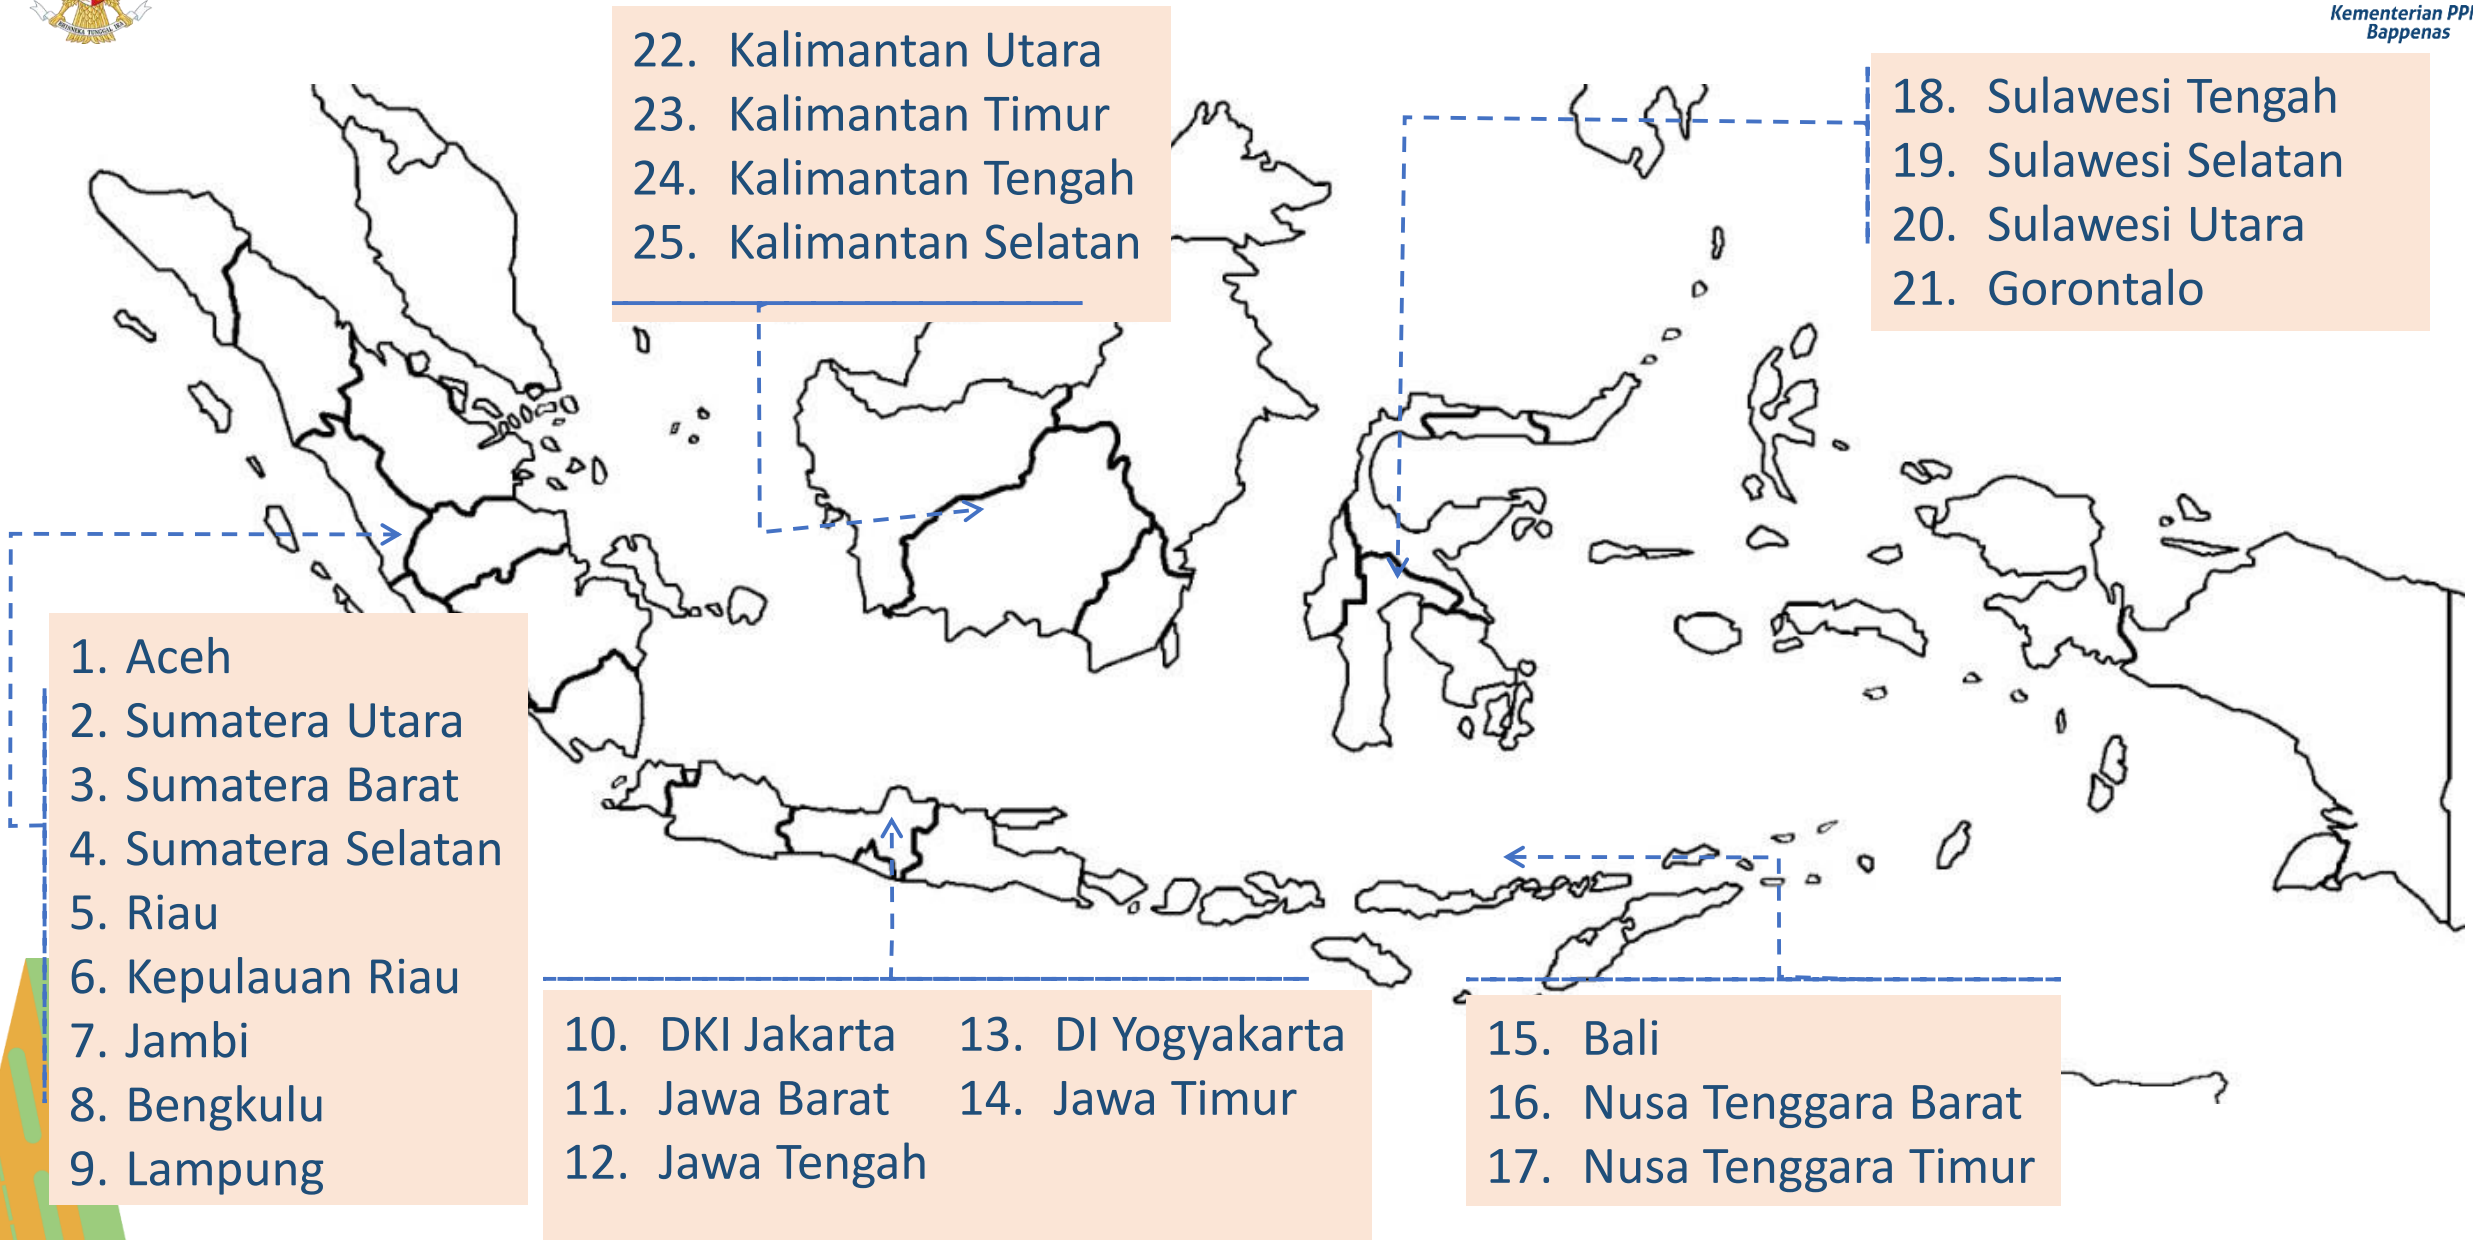 Kementerian PPN
Bappenas
22. Kalimantan Utara
23. Kalimantan Timur
24. Kalimantan Tengah
25. Kalimantan Selatan
18. Sulawesi Tengah
19. Sulawesi Selatan
20. Sulawesi Utara
21. Gorontalo
1. Aceh
2. Sumatera Utara
3. Sumatera Barat
4. Sumatera Selatan
5. Riau
6. Kepulauan Riau
7. Jambi
8. Bengkulu
9. Lampung
10. DKI Jakarta
11. Jawa Barat
12. Jawa Tengah
13. DI Yogyakarta
14. Jawa Timur
15. Bali
16. Nusa Tenggara Barat
17. Nusa Tenggara Timur